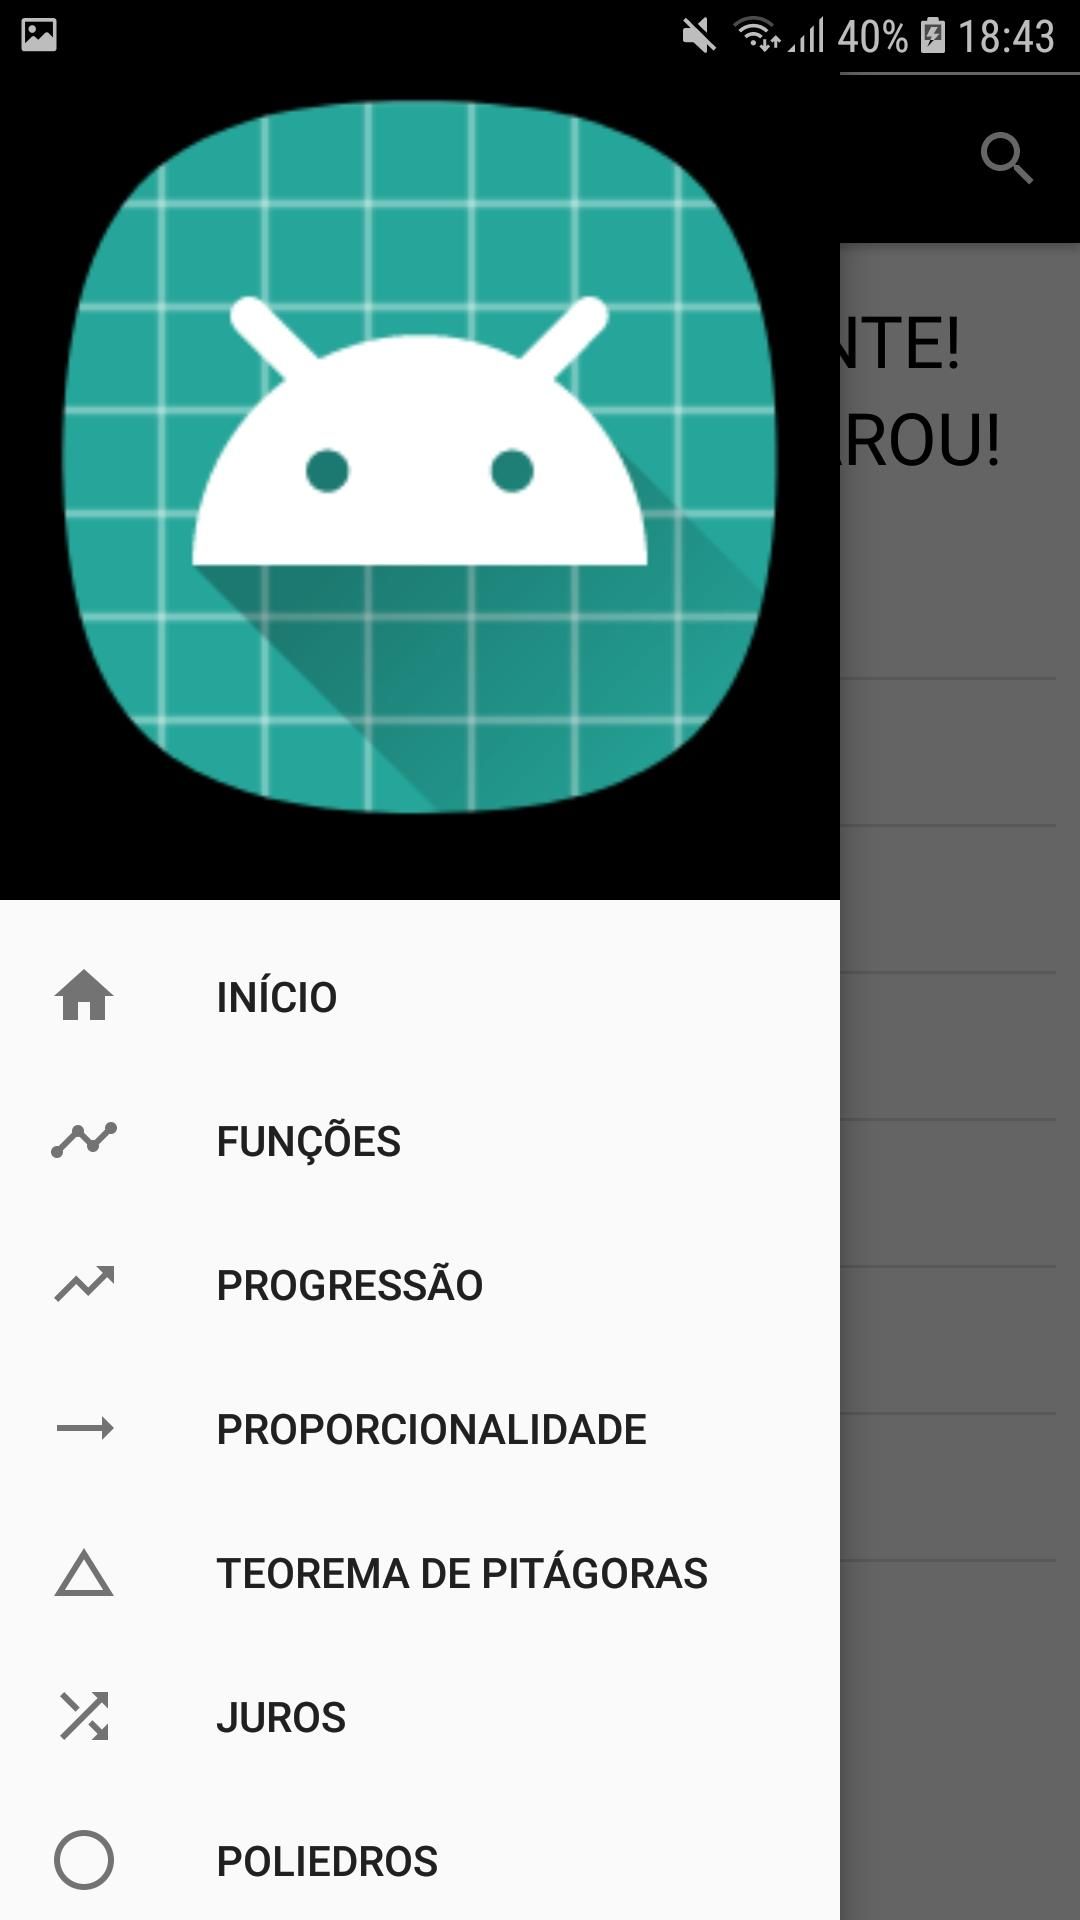 40% 18:43
NTE!
ROU!
INÍCIO
FUNÇÕES
PROGRESSÃO
PROPORCIONALIDADE
TEOREMA DE PITÁGORAS
JUROS
POLIEDROS